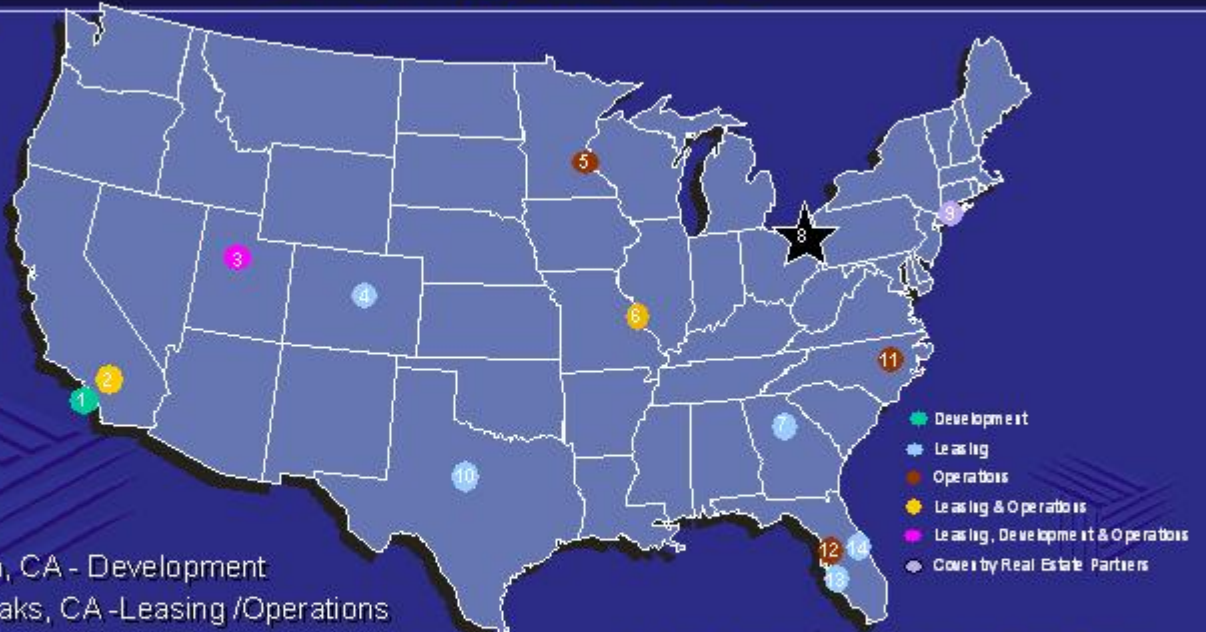 5
9
8
3
4
6
11
2
1
7
10
12
14
13
Development
Leasing
Operations
Leasing & Operations
Leasing, Development & Operations
Coventry Real Estate Partners
CA - Development
CA -Leasing /Operations